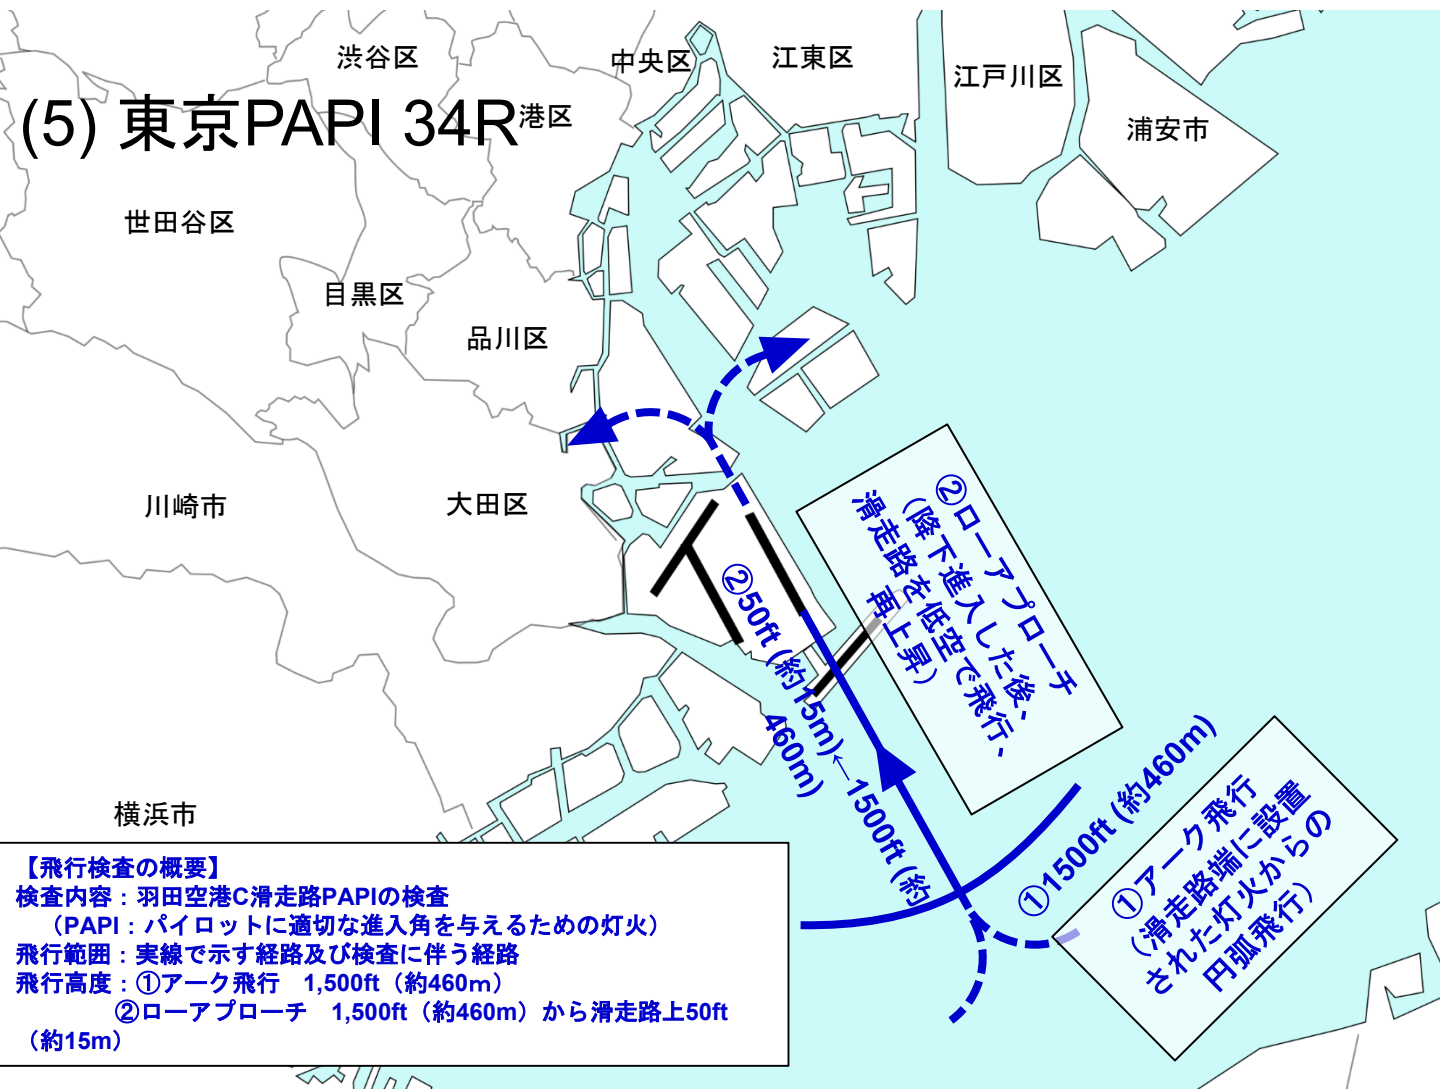 渋谷区
中央区
江東区
江戸川区
(5) 東京PAPI 34R
港区
浦安市
世田谷区
目黒区
品川区
川崎市
大田区
横浜市
②ローアプローチ
（降下進入した後、
滑走路を低空で飛行、
再上昇）
②50ft (約15m)←1500ft (約
460m)
①1500ft (約460m)
①アーク飛行
（滑走路端に設置
された灯火からの
円弧飛行）
【飛行検査の概要】
検査内容：羽田空港C滑走路PAPIの検査
（PAPI：パイロットに適切な進入角を与えるための灯火）
飛行範囲：実線で示す経路及び検査に伴う経路
飛行高度：①アーク飛行　1,500ft（約460ｍ）
②ローアプローチ　1,500ft（約460m）から滑走路上50ft
（約15m）